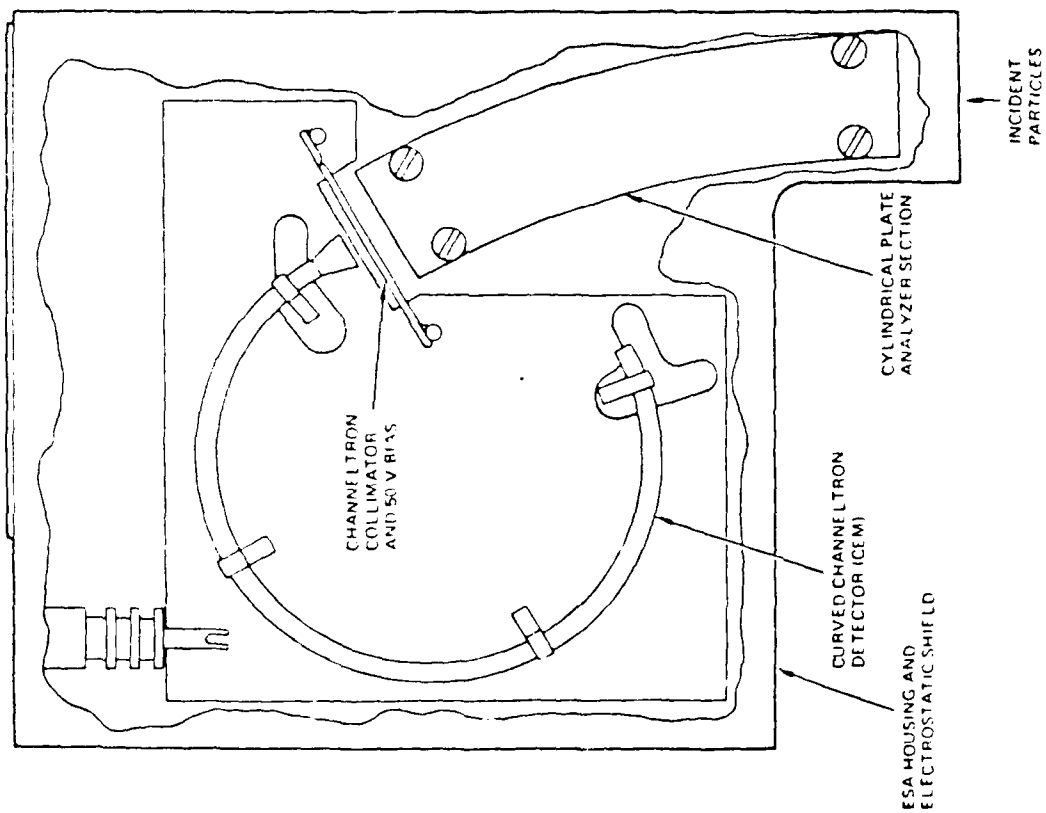 CHANNELTRON
COLLIMATOR
AND 50 V BIAS
INCIDENT
PARTICLES
CYLINDRICAL PLATE
ANALYZER SECTION
CURVED CHANNELTRON
DETECTOR (CEM)
ESA HOUSING AND
ELECTROSTATIC SHIELD